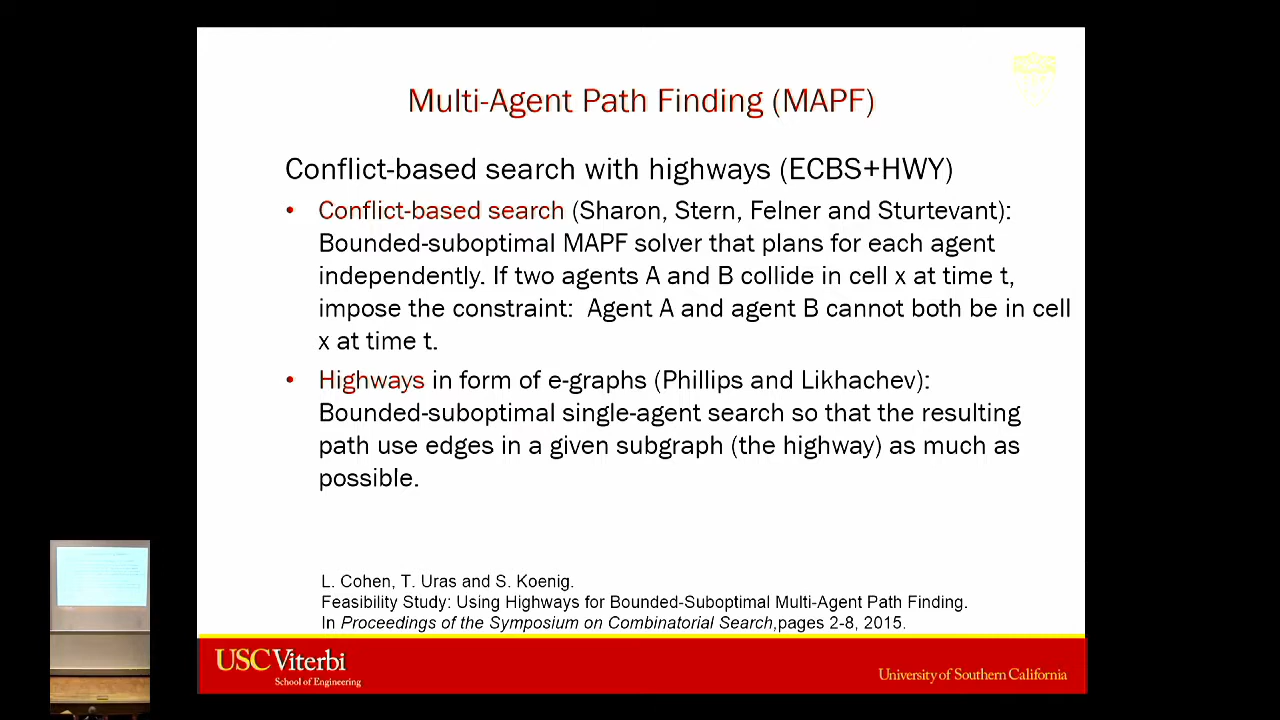 Multi-Agent Path Finding (MAPF)
Conflict-based search with highways (ECBS+HWY)
• Conflict-based search (Sharon, Stern, Felner and Sturtevant):
Bounded-suboptimal MAPF solver that plans for each agent
independently. If two agents A and B collide in cell x at time t,
impose the constraint: Agent A and agent B cannot both be in cell
x at time t.
• Highways in form of e-graphs (Phillips and Likhachev):
Bounded-suboptimal single-agent search so that the resulting
path use edges in a given subgraph (the highway) as much as
possible.
L. Cohen, T. Uras and S. Koenig.
Feasibility Study: Using Highways for Bounded-Suboptimal Multi-Agent Path Finding.
In Proceedings of the Symposium on Combinatorial Search,pages 2-8, 2015.
USC Viterbi
School of Engineering
University of Southern California